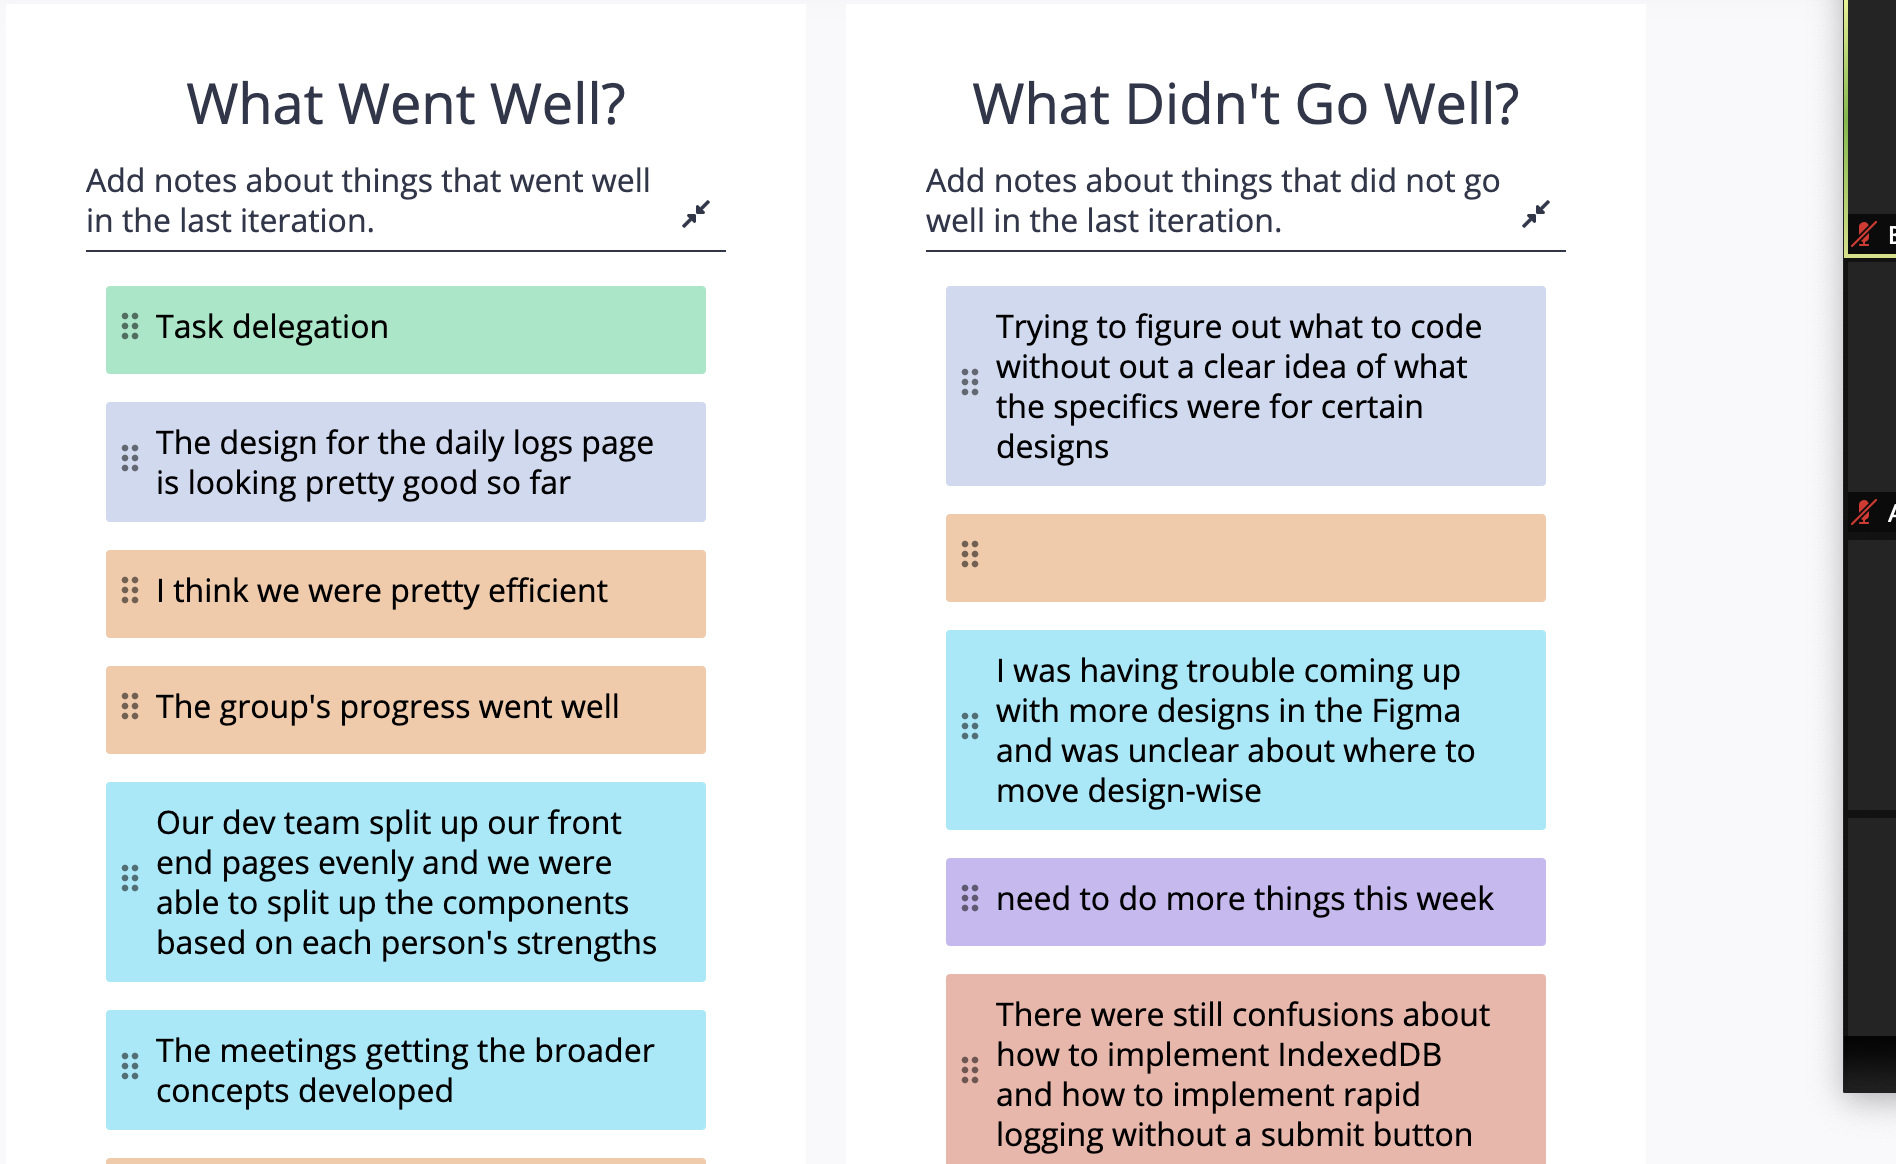 What Went Well?
Add notes about things that went well
in the last iteration.
Task delegation
The design for the daily logs page
is looking pretty good so far
I think we were pretty efficient
The group's progress went well
Our dev team split up our front
end pages evenly and we were
able to split up the components
based on each person's strengths
The meetings getting the broader
concepts developed
What Didn't Go Well?
Add notes about things that did not go
well in the last iteration.
Trying to figure out what to code
without out a clear idea of what
the specifics were for certain
designs
I was having trouble coming up
with more designs in the Figma
and was unclear about where to
move design-wise
need to do more things this week
There were still confusions about
how to implement IndexedDB
and how to implement rapid
logging without a submit button